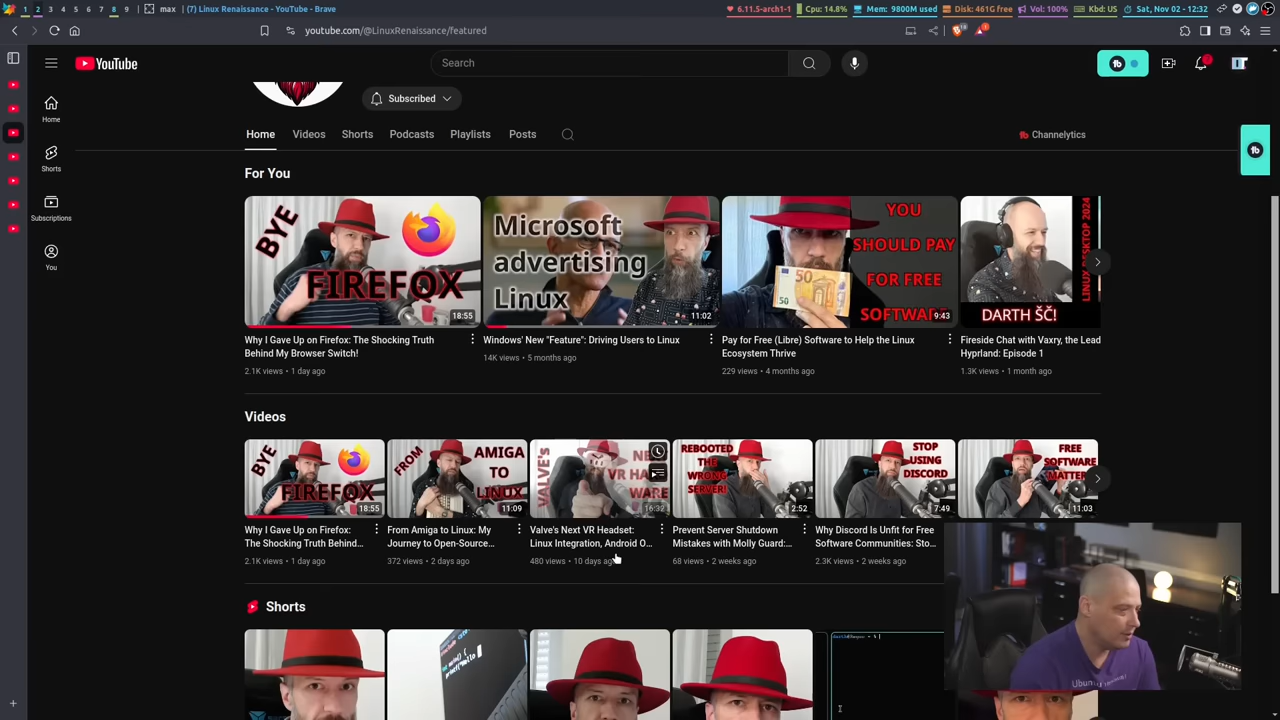 1 2 3 4 5 6 7 8 9
max
(7) Linux Renaissance - YouTube - Brave
6.11.5-arch1-1
Cpu: 14.8%
Mem: 9800M used
Disk: 461G free
Vol: 100%
Kbd: US
Sat, Nov 02 - 12:32
youtube.com/@LinuxRenaissance/featured
YouTube
Search
Subscribed
Home
Shorts
Subscriptions
You
Home Videos Shorts Podcasts Playlists Posts
Channelytics
For You
BYE
FIREFOX
18:55
Microsoft
advertising
Linux
11:02
YOU
SHOULD PAY
FOR FREE
SOFTWARE
50
9:43
LINUX DESKTOP 2024
DARTH ŠČ!
Why I Gave Up on Firefox: The Shocking Truth
Behind My Browser Switch!
2.1K views • 1 day ago
Windows' New "Feature": Driving Users to Linux
14K views • 5 months ago
Pay for Free (Libre) Software to Help the Linux
Ecosystem Thrive
229 views • 4 months ago
Fireside Chat with Vaxry, the Lead
Hyprland: Episode 1
1.3K views • 1 month ago
Videos
BYE
FIREFOX
18:55
FROM
AMIGA
TO
LINUX
11:09
VALVE's
NEW
VR HARD
WARE
16:32
REBOOTED
THE
WRONG
SERVER!
2:52
STOP
USING
DISCORD
7:49
FREE
SOFTWARE
MATTER
11:03
Why I Gave Up on Firefox:
The Shocking Truth Behind...
2.1K views • 1 day ago
From Amiga to Linux: My
Journey to Open-Source...
372 views • 2 days ago
Valve's Next VR Headset:
Linux Integration, Android O...
480 views • 10 days ago
Prevent Server Shutdown
Mistakes with Molly Guard:...
68 views • 2 weeks ago
Why Discord Is Unfit for Free
Software Communities: Sto...
2.3K views • 2 weeks ago
Shorts